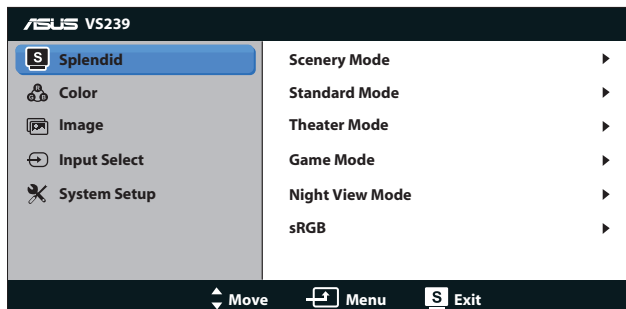 ASUS VS239
S Splendid
Color
Image
Input Select
System Setup
Scenery Mode
Standard Mode
Theater Mode
Game Mode
Night View Mode
sRGB
Move Menu S Exit